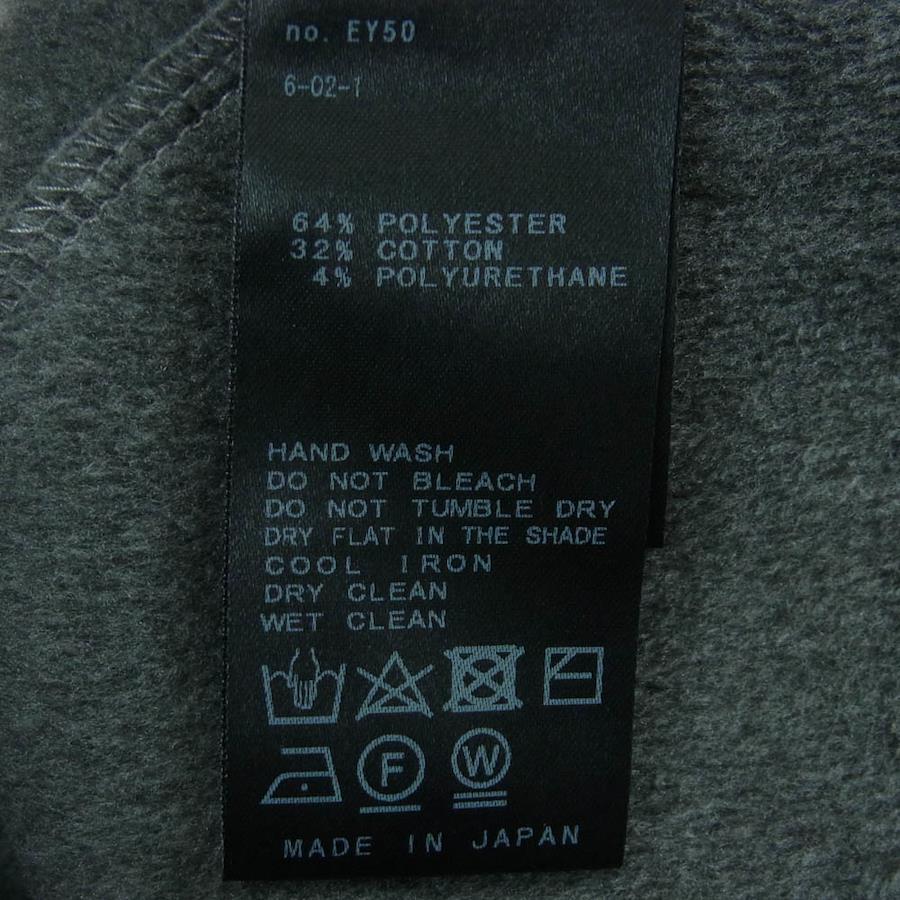 no. EY50
6-02-1
64% POLYESTER
32% COTTON
4% POLYURETHANE
HAND WASH
DO NOT BLEACH
DO NOT TUMBLE DRY
DRY FLAT IN THE SHADE
COOL IRON
DRY CLEAN
WET CLEAN
F W
MADE IN JAPAN